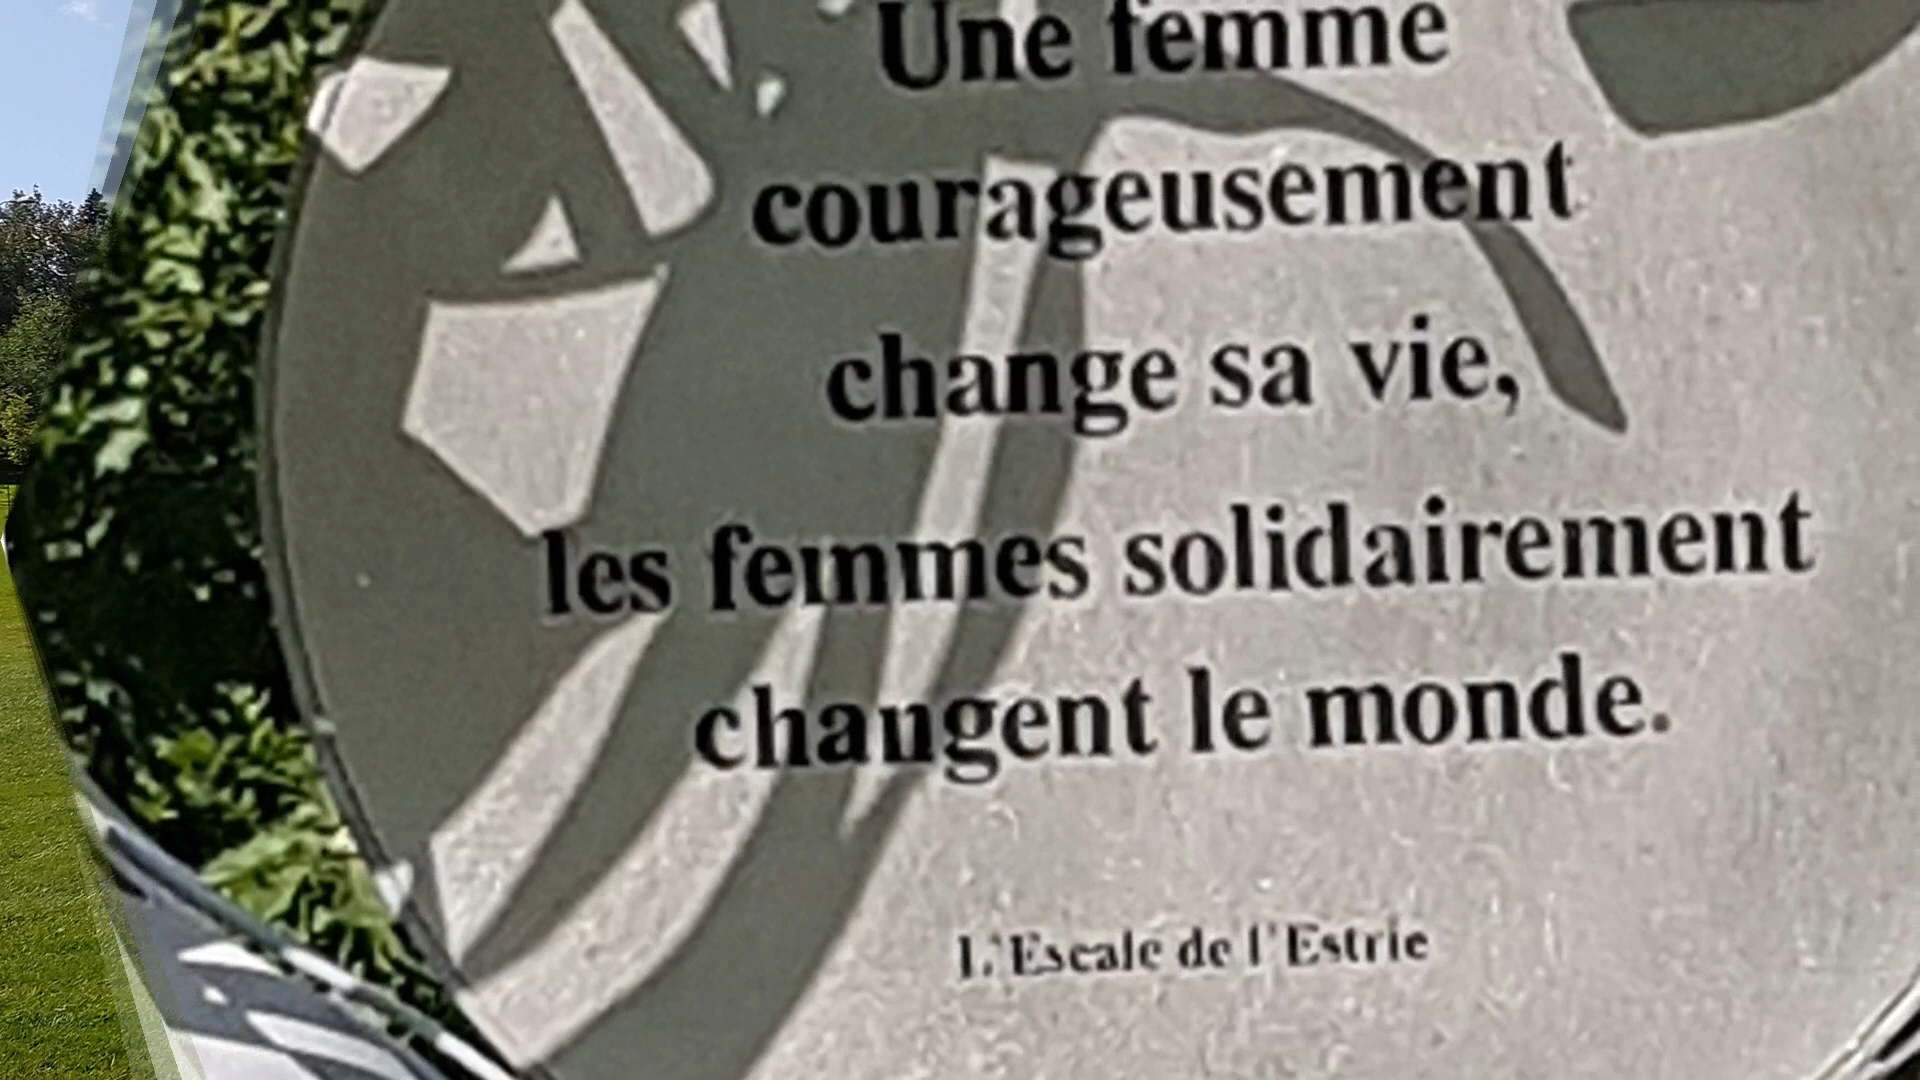 Une femme
courageusement
change sa vie,
les femmes solidairement
changent le monde.
L'Escale de l'Estrie